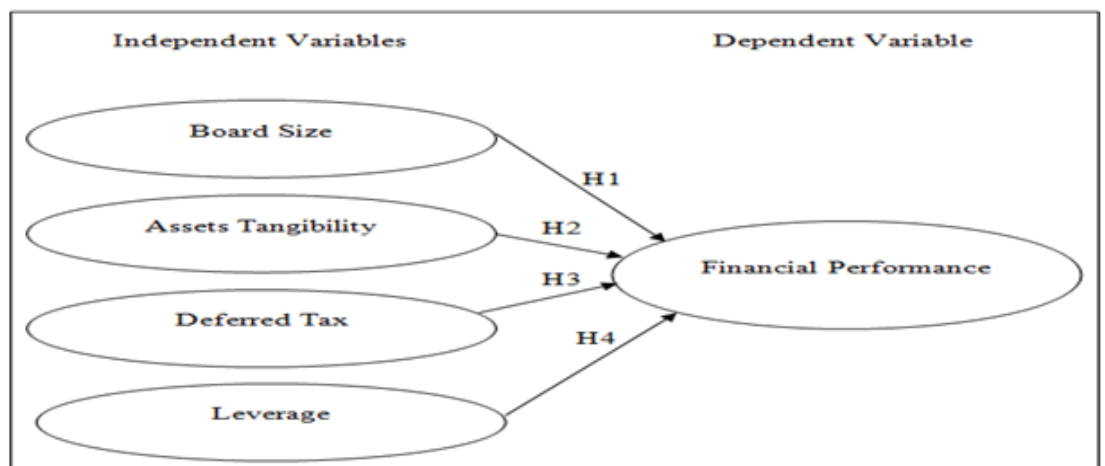 Independent Variables
Dependent Variable
Board Size
H1
Assets Tangibility
H2
Financial Performance
H3
Deferred Tax
H4
Leverage